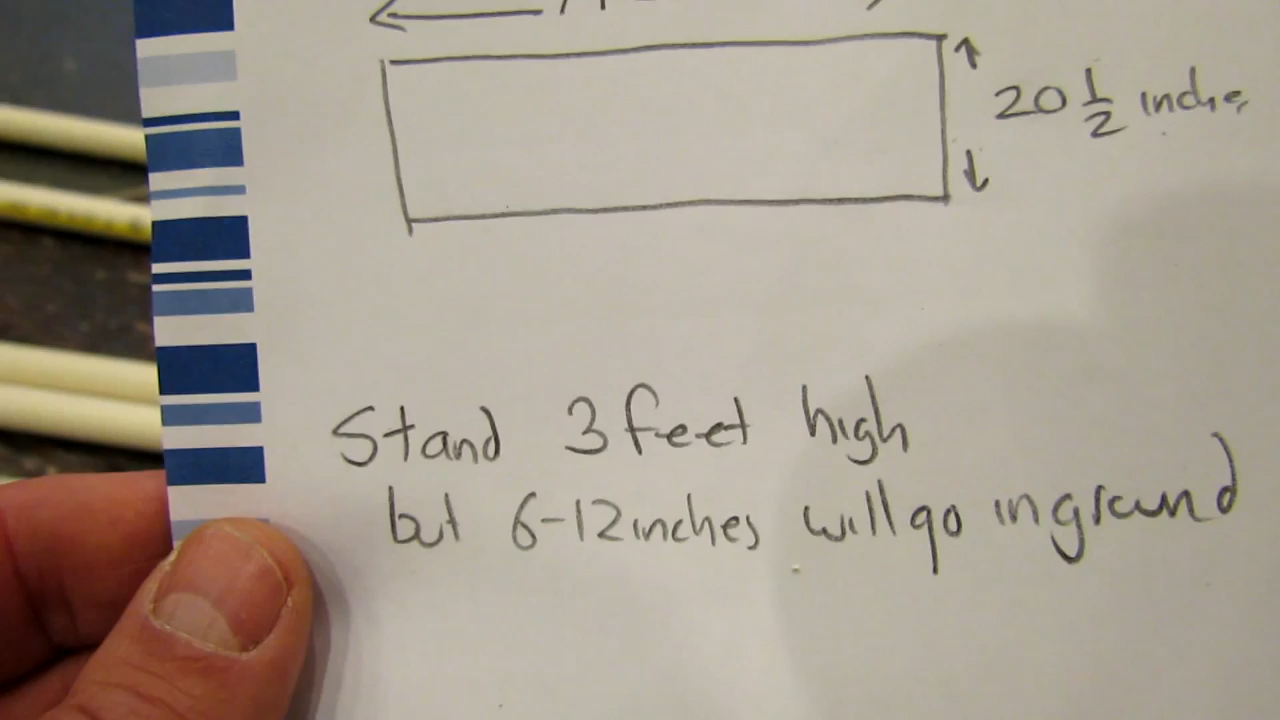 20 1/2 inches
Stand 3 feet high
but 6-12 inches will go in ground